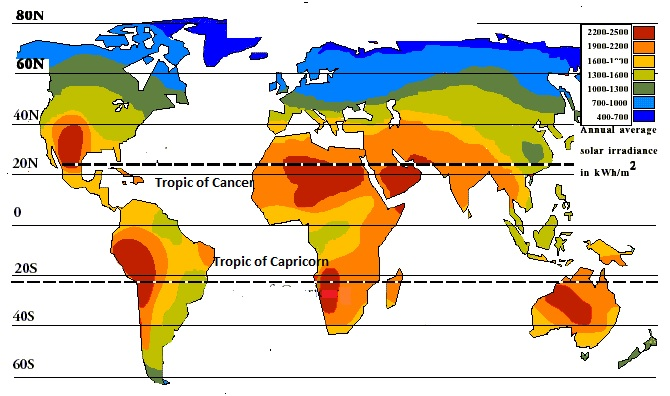 80N
60N
40N
20N
0
20S
40S
60S
Tropic of Cancer
Tropic of Capricorn
2200-2500
1900-2200
1300-1600
1000-1300
700-1000
400-700
Annual average
solar irradiance
in kWh/m2